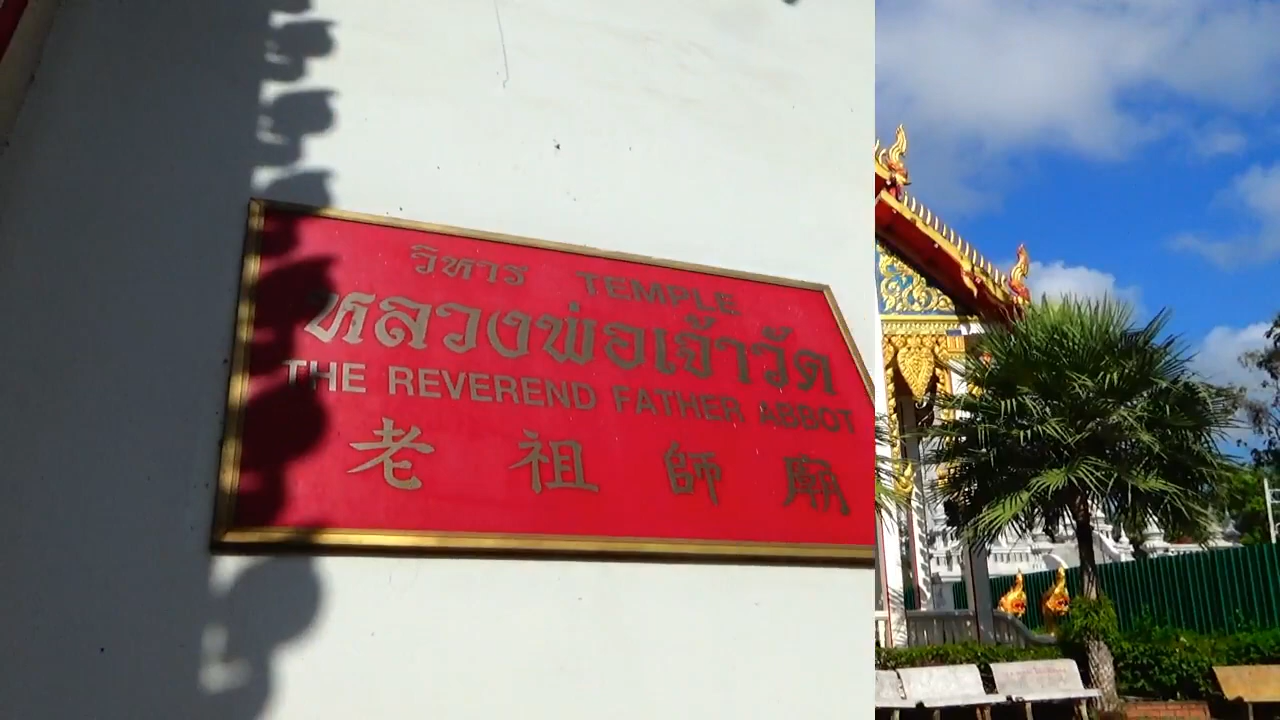 วิหาร TEMPLE
หลวงพ่อเจ้าวัด
THE REVEREND FATHER ABBOT
老祖師廟